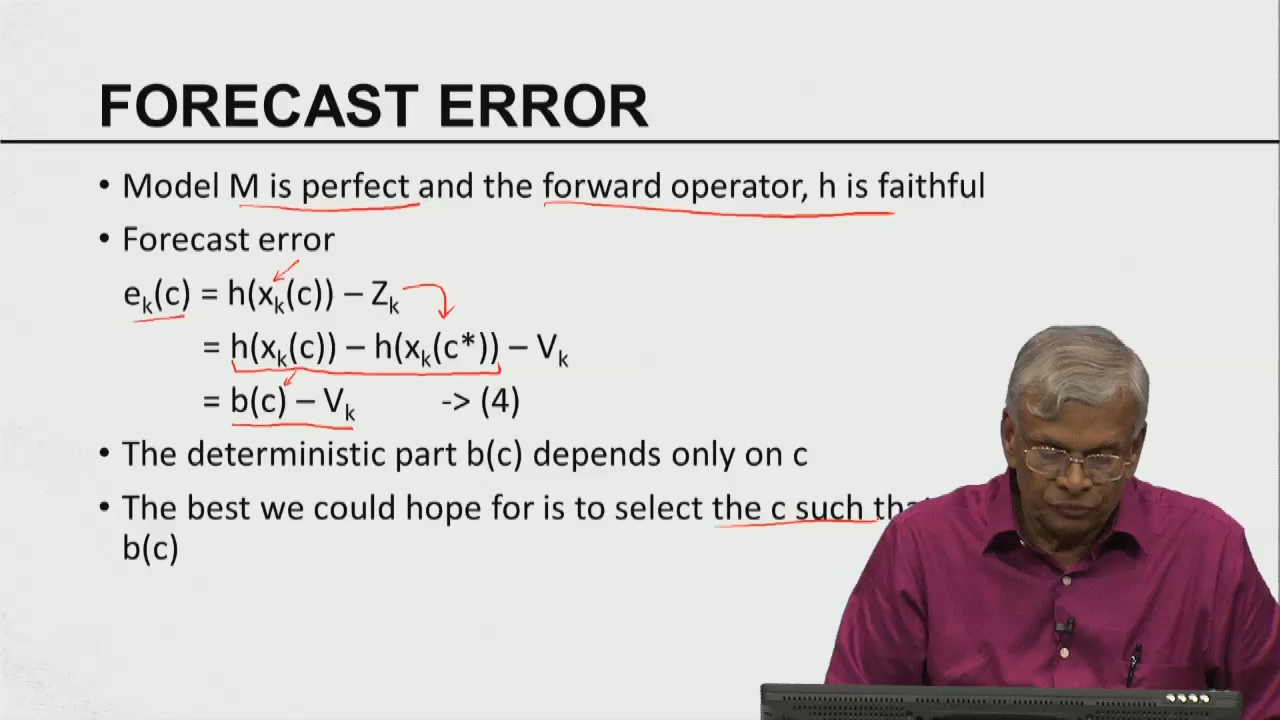 FORECAST ERROR
• Model M is perfect and the forward operator, h is faithful
• Forecast error
eₖ(c) = h(xₖ(c)) – Zₖ
= h(xₖ(c)) – h(xₖ(c*)) – Vₖ
= b(c) – Vₖ -> (4)
• The deterministic part b(c) depends only on c
• The best we could hope for is to select the c such
b(c)